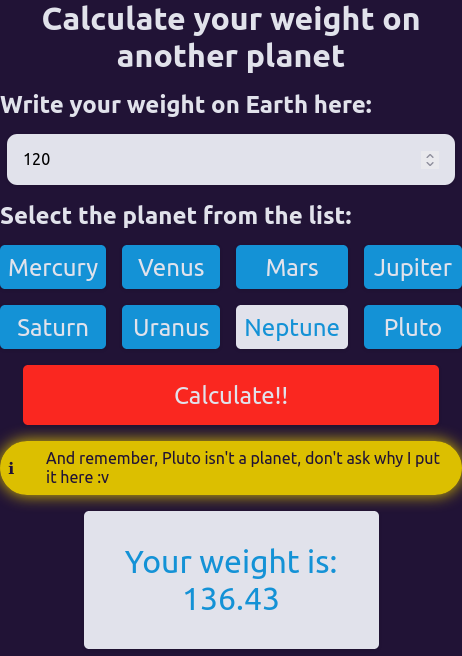 Calculate your weight on
another planet
Write your weight on Earth here:
120
Select the planet from the list:
Mercury Venus Mars Jupiter
Saturn Uranus Neptune Pluto
Calculate!!
i And remember, Pluto isn't a planet, don't ask why I put
it here :v
Your weight is:
136.43